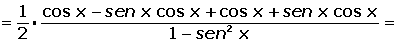 = 1/2 · (cos x − sen x cos x + cos x + sen x cos x) / (1 − sen² x) =